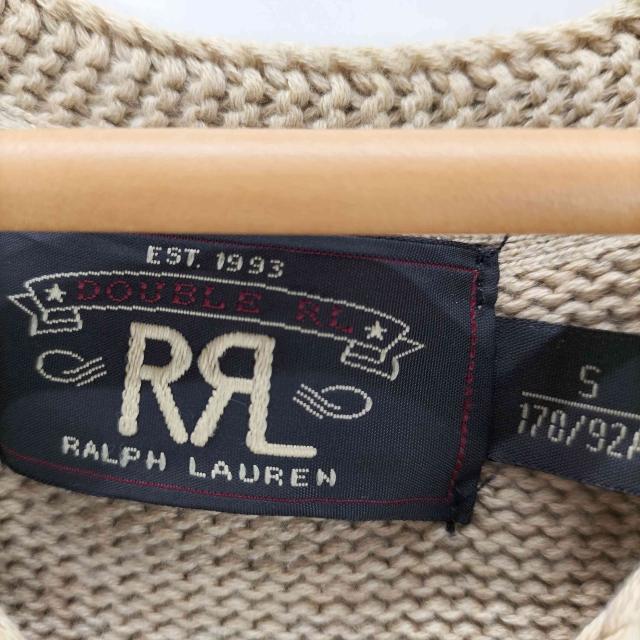 EST. 1993
DOUBLE RL
RRL
RALPH LAUREN
S
170/92A